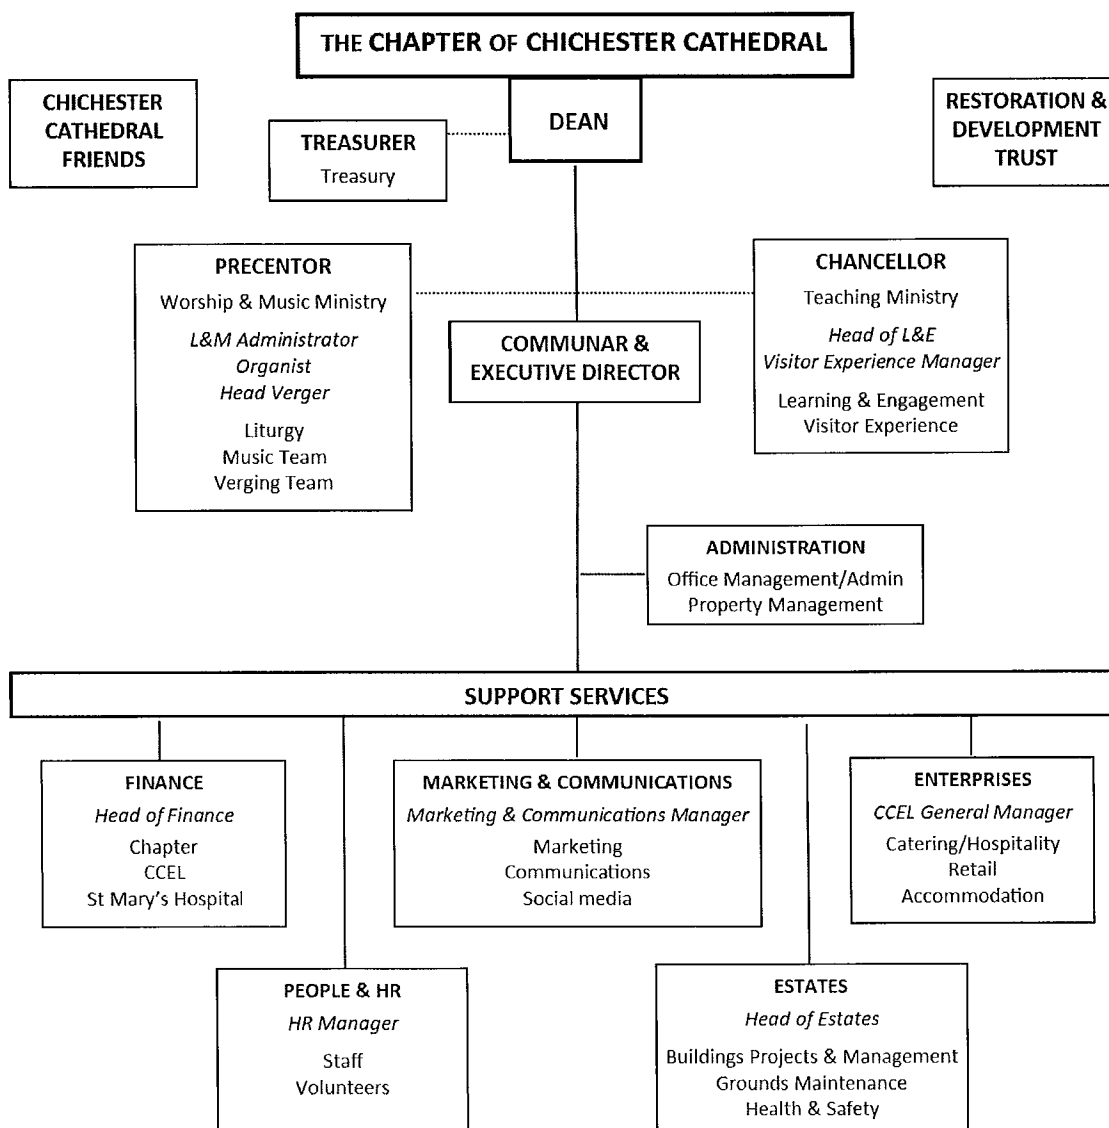 THE CHAPTER OF CHICHESTER CATHEDRAL
CHICHESTER
CATHEDRAL
FRIENDS
TREASURER
Treasury
DEAN
RESTORATION &
DEVELOPMENT
TRUST
PRECENTOR
Worship & Music Ministry
L&M Administrator
Organist
Head Verger
Liturgy
Music Team
Verging Team
COMMUNAR &
EXECUTIVE DIRECTOR
CHANCELLOR
Teaching Ministry
Head of L&E
Visitor Experience Manager
Learning & Engagement
Visitor Experience
ADMINISTRATION
Office Management/Admin
Property Management
SUPPORT SERVICES
FINANCE
Head of Finance
Chapter
CCEL
St Mary's Hospital
MARKETING & COMMUNICATIONS
Marketing & Communications Manager
Marketing
Communications
Social media
ENTERPRISES
CCEL General Manager
Catering/Hospitality
Retail
Accommodation
PEOPLE & HR
HR Manager
Staff
Volunteers
ESTATES
Head of Estates
Buildings Projects & Management
Grounds Maintenance
Health & Safety